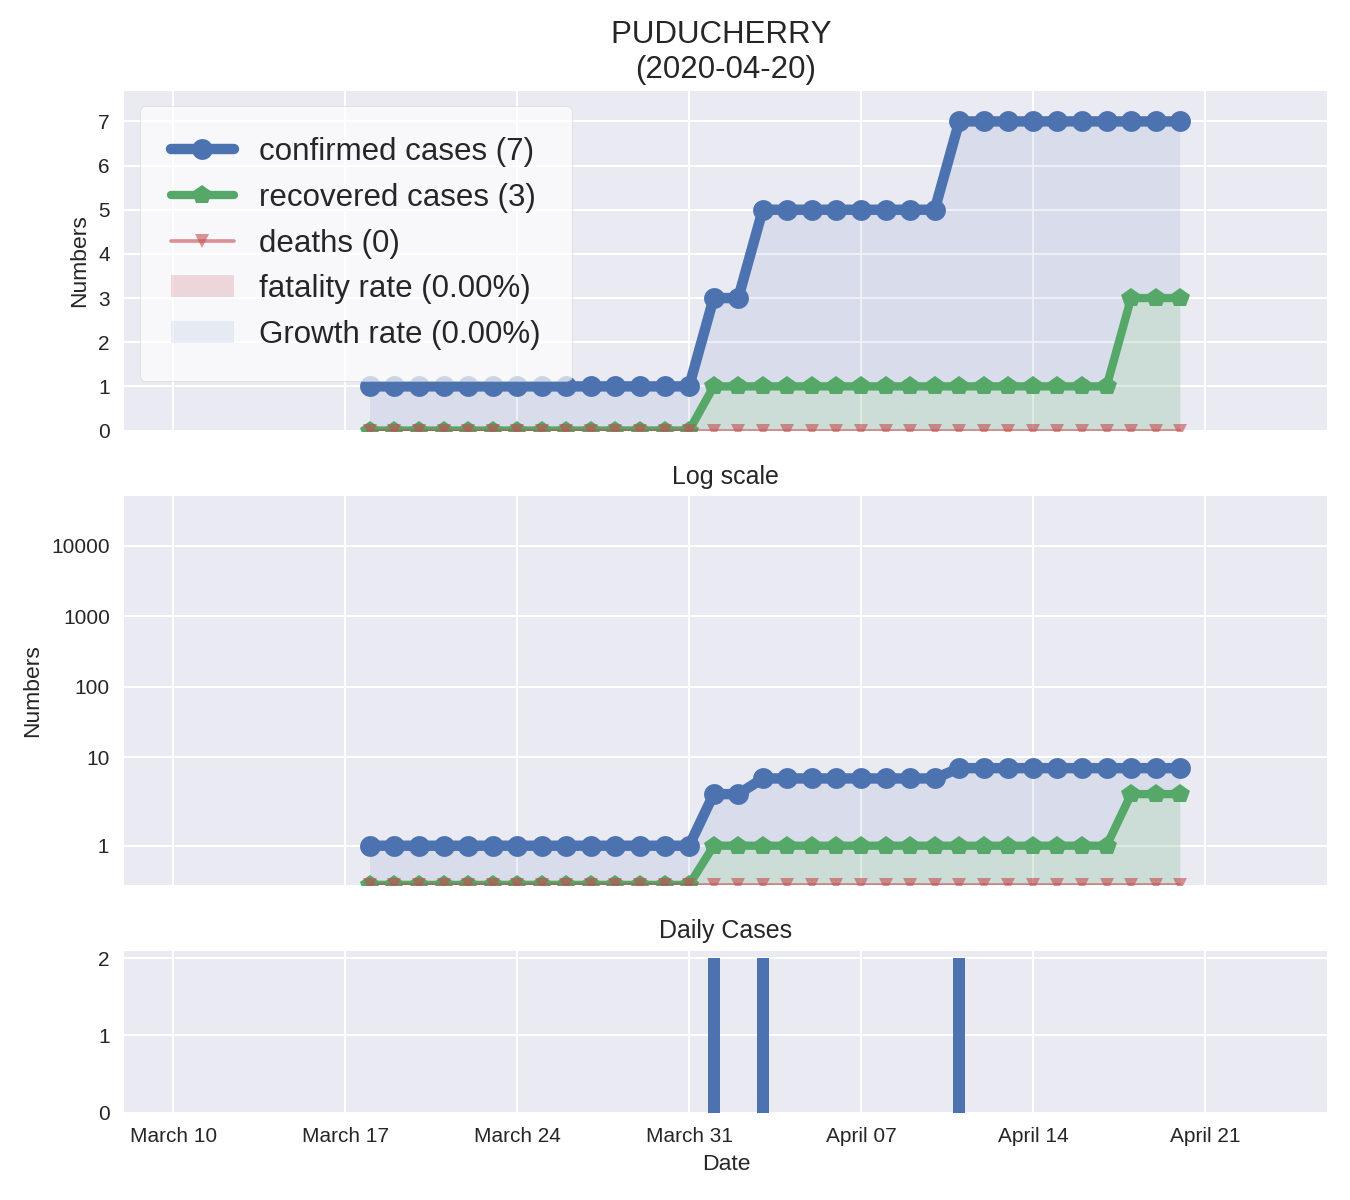 PUDUCHERRY
(2020-04-20)
7
6
5
4
3
2
1
0
Numbers
confirmed cases (7)
recovered cases (3)
deaths (0)
fatality rate (0.00%)
Growth rate (0.00%)
Log scale
10000
1000
100
10
1
Numbers
Daily Cases
2
1
0
March 10 March 17 March 24 March 31 April 07 April 14 April 21
Date